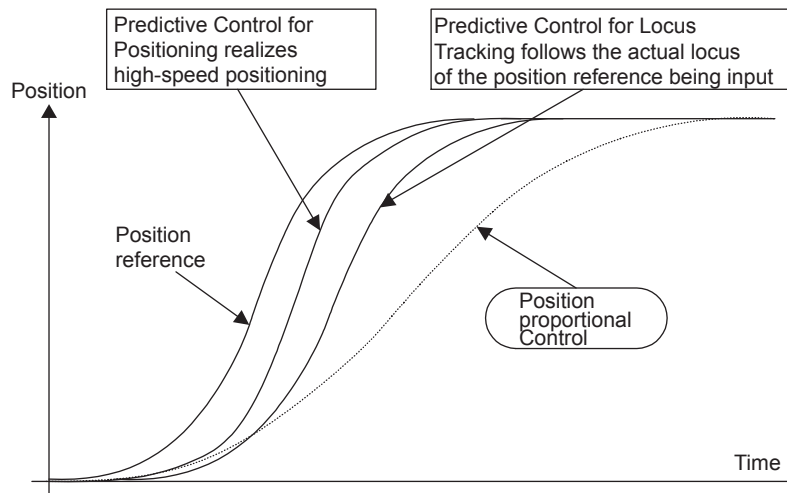 Predictive Control for
Positioning realizes
high-speed positioning
Predictive Control for Locus
Tracking follows the actual locus
of the position reference being input
Position
Position
reference
Position
proportional
Control
Time